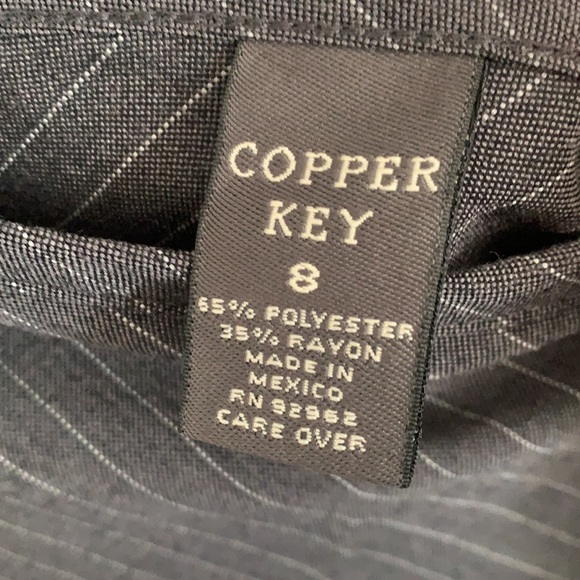 COPPER
KEY
8
65% POLYESTER
35% RAYON
MADE IN
MEXICO
RN 92962
CARE OVER